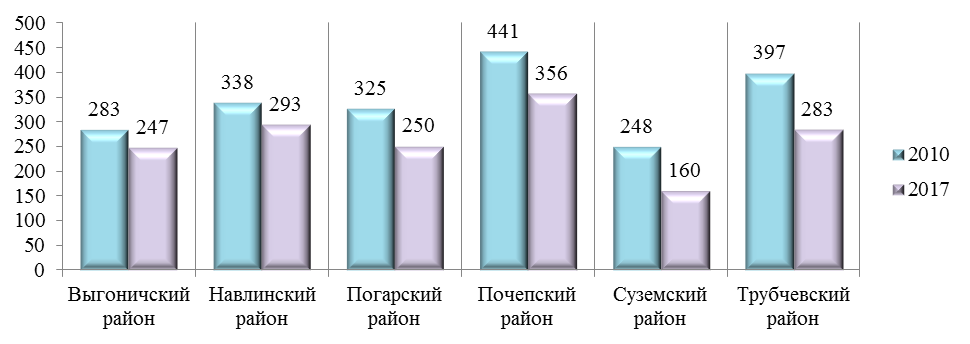 500
450
400
350
300
250
200
150
100
50
0
283 247
338 293
325 250
441 356
248 160
397 283
Выгоничский
район
Навлинский
район
Погарский
район
Почепский
район
Суземский
район
Трубчевский
район
2010
2017